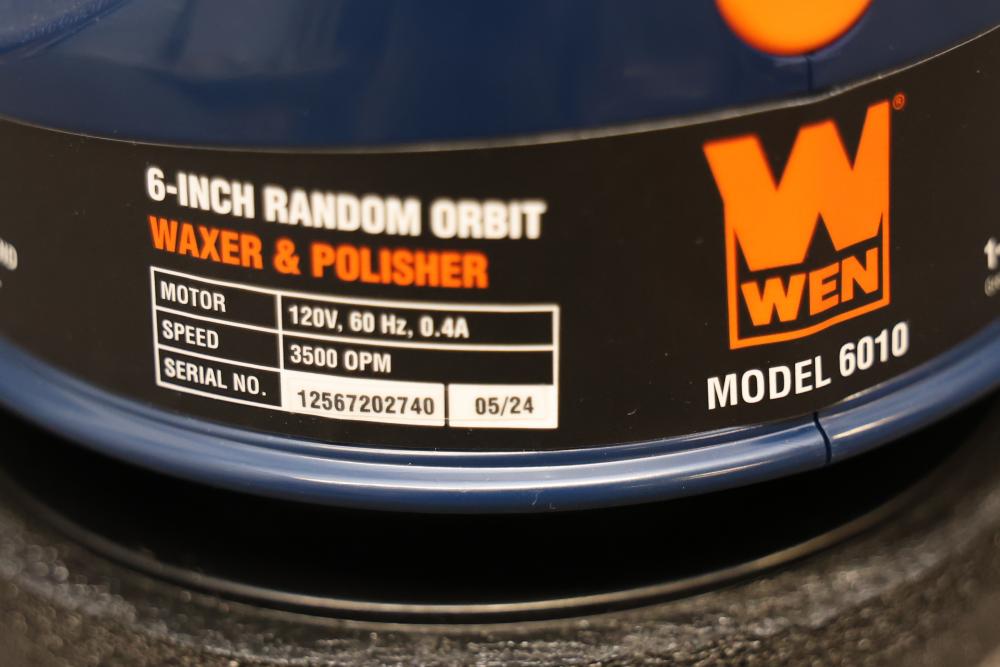 6-INCH RANDOM ORBIT
WAXER & POLISHER
MOTOR 120V, 60 Hz, 0.4A
SPEED 3500 OPM
SERIAL NO. 12567202740 05/24
W®
WEN
MODEL 6010